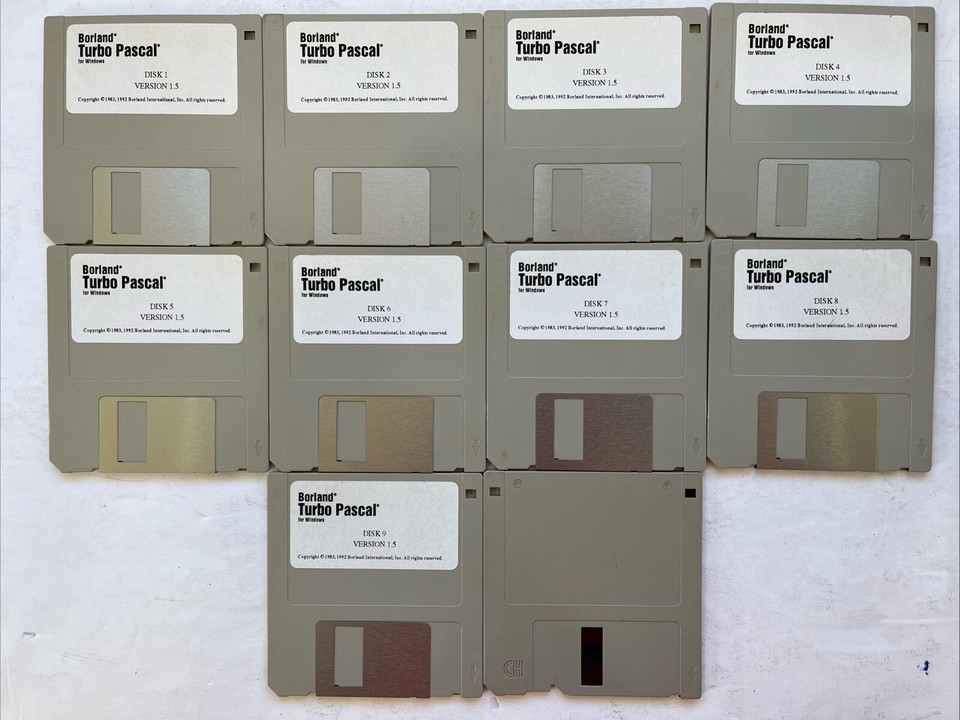 Borland®
Turbo Pascal®
for Windows
DISK 1
VERSION 1.5
Copyright ©1983, 1992 Borland International, Inc. All rights reserved.
Borland®
Turbo Pascal®
for Windows
DISK 2
VERSION 1.5
Copyright ©1983, 1992 Borland International, Inc. All rights reserved.
Borland®
Turbo Pascal®
for Windows
DISK 3
VERSION 1.5
Copyright ©1983, 1992 Borland International, Inc. All rights reserved.
Borland®
Turbo Pascal®
for Windows
DISK 4
VERSION 1.5
Copyright ©1983, 1992 Borland International, Inc. All rights reserved.
Borland®
Turbo Pascal®
for Windows
DISK 5
VERSION 1.5
Copyright ©1983, 1992 Borland International, Inc. All rights reserved.
Borland®
Turbo Pascal®
for Windows
DISK 6
VERSION 1.5
Copyright ©1983, 1992 Borland International, Inc. All rights reserved.
Borland®
Turbo Pascal®
for Windows
DISK 7
VERSION 1.5
Copyright ©1983, 1992 Borland International, Inc. All rights reserved.
Borland®
Turbo Pascal®
for Windows
DISK 8
VERSION 1.5
Copyright ©1983, 1992 Borland International, Inc. All rights reserved.
Borland®
Turbo Pascal®
for Windows
DISK 9
VERSION 1.5
Copyright ©1983, 1992 Borland International, Inc. All rights reserved.